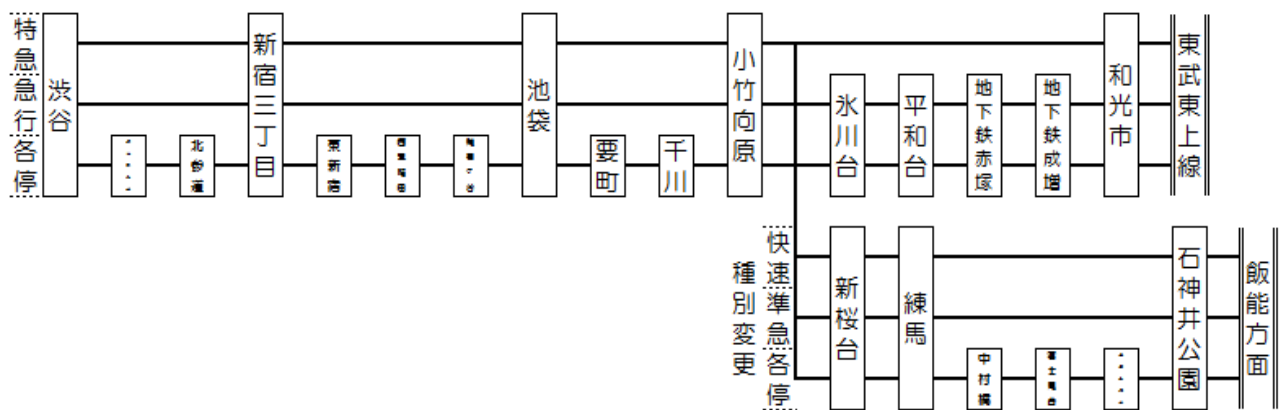 特急
急行
各停
渋谷
北参道
新宿三丁目
東新宿
西早稲田
雑司ケ谷
池袋
要町
千川
小竹向原
氷川台
平和台
地下鉄赤塚
地下鉄成増
和光市
東武東上線
種別変更
快速
準急
各停
新桜台
練馬
中村橋
富士見台
石神井公園
飯能方面